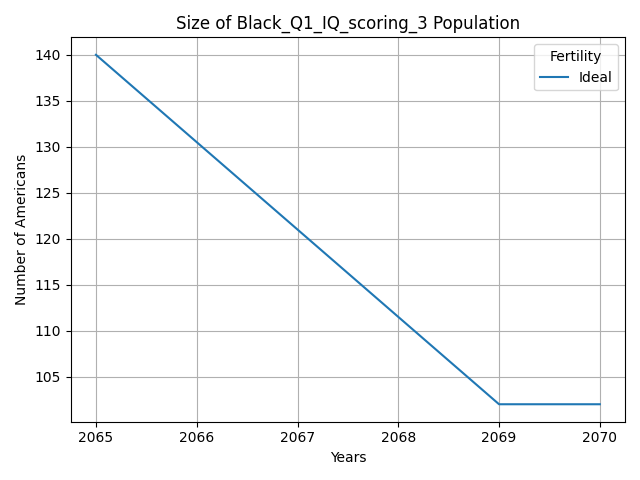 Size of Black_Q1_IQ_scoring_3 Population
Fertility
Ideal
Number of Americans
140
135
130
125
120
115
110
105
2065 2066 2067 2068 2069 2070
Years